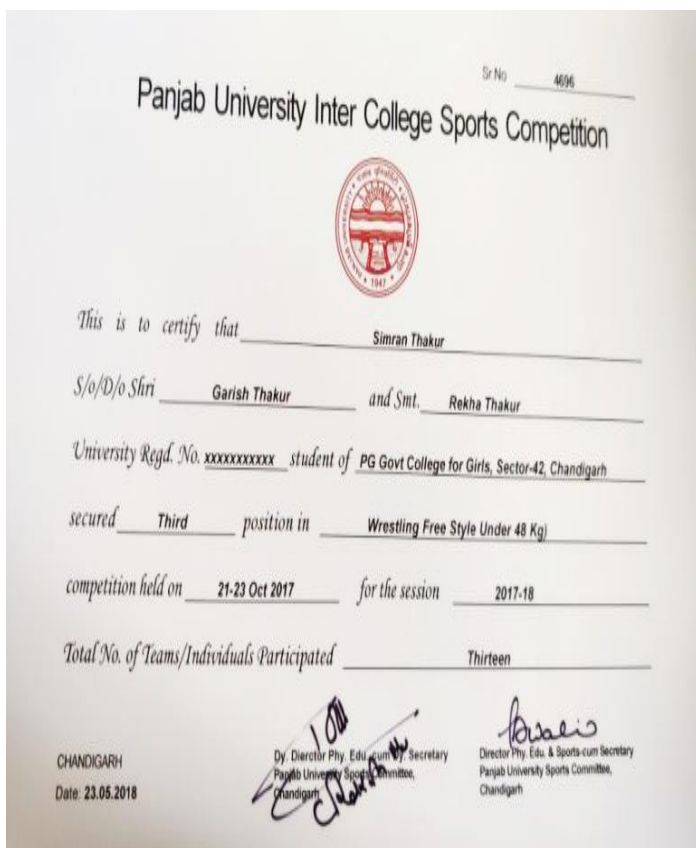 Sr No 4696
Panjab University Inter College Sports Competition
PANJAB UNIVERSITY
1947
This is to certify that Simran Thakur
S/o/D/o Shri Garish Thakur and Smt. Rekha Thakur
University Regd. No. xxxxxxxxxxx student of PG Govt College for Girls, Sector-42, Chandigarh
secured Third position in Wrestling Free Style Under 48 Kg)
competition held on 21-23 Oct 2017 for the session 2017-18
Total No. of Teams/Individuals Participated Thirteen
CHANDIGARH
Date: 23.05.2018
Dy. Dierctor Phy. Edu. cum Dy. Secretary
Panjab University Sports Committee,
Chandigarh
Director Phy. Edu. & Sports-cum Secretary
Panjab University Sports Committee,
Chandigarh